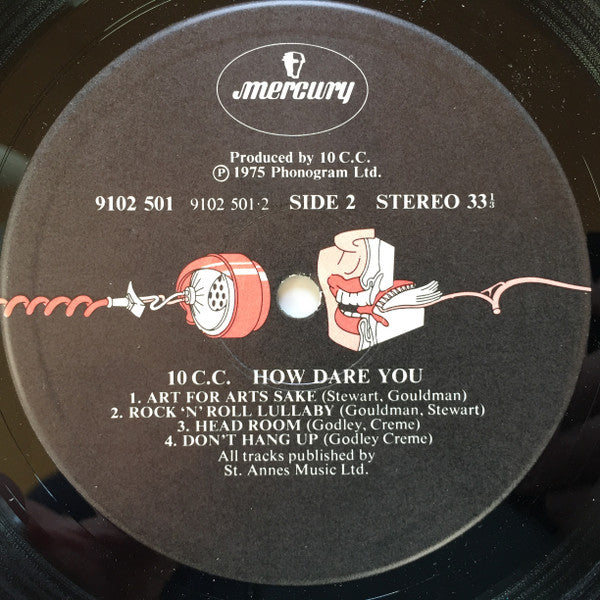 mercury
Produced by 10 C.C.
Ⓟ 1975 Phonogram Ltd.
9102 501 9102 501·2 SIDE 2 STEREO 33⅓
10 C.C. HOW DARE YOU
1. ART FOR ARTS SAKE (Stewart, Gouldman)
2. ROCK 'N' ROLL LULLABY (Gouldman, Stewart)
3. HEAD ROOM (Godley, Creme)
4. DON'T HANG UP (Godley Creme)
All tracks published by
St. Annes Music Ltd.